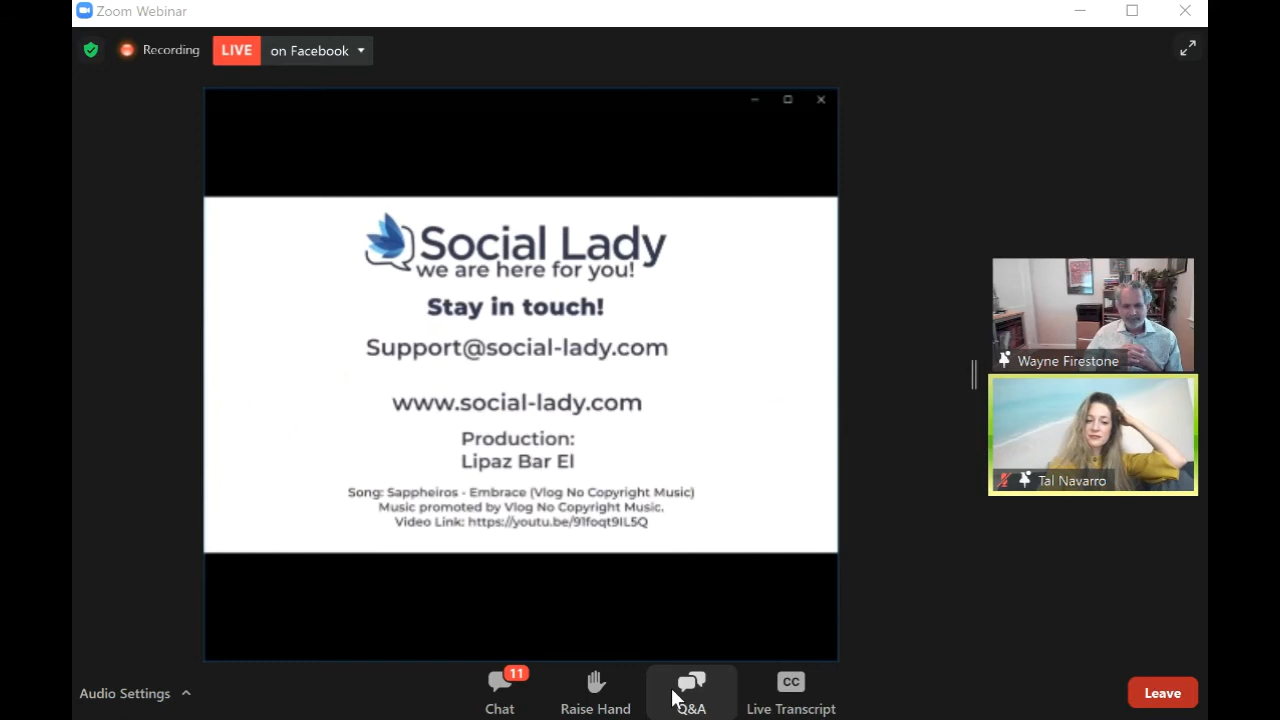 Zoom Webinar
Recording
LIVE
on Facebook
Social Lady
we are here for you!
Stay in touch!
Support@social-lady.com
www.social-lady.com
Production:
Lipaz Bar El
Song: Sappheiros - Embrace (Vlog No Copyright Music)
Music promoted by Vlog No Copyright Music.
Video Link: https://youtu.be/91foqt9IL5Q
Wayne Firestone
Tal Navarro
Audio Settings
11
Chat
Raise Hand
Q&A
CC
Live Transcript
Leave